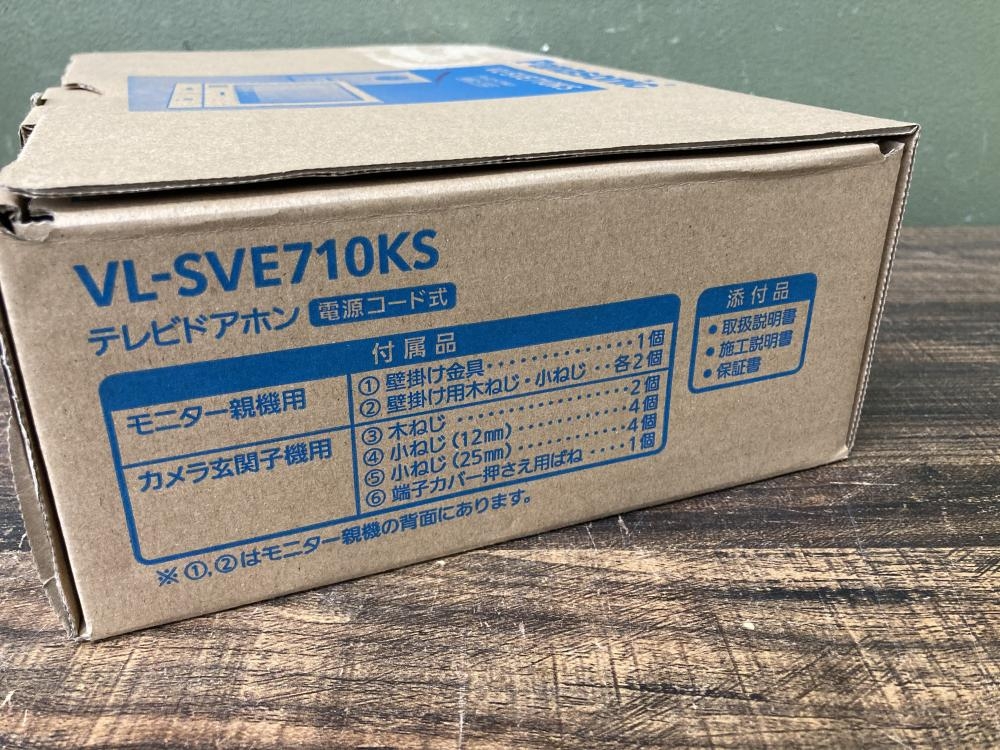 Panasonic
VL-SVE710KS
VL-SVE710KS
テレビドアホン 電源コード式
付属品
モニター親機用
① 壁掛け金具・・・・・・・・・・・・・1個
② 壁掛け用木ねじ・小ねじ・・各2個
カメラ玄関子機用
③ 木ねじ・・・・・・・・・・・・・・・・2個
④ 小ねじ(12㎜)・・・・・・・・・・4個
⑤ 小ねじ(25㎜)・・・・・・・・・・4個
⑥ 端子カバー押さえ用ばね・・・・1個
※①,②はモニター親機の背面にあります。
添付品
・取扱説明書
・施工説明書
・保証書